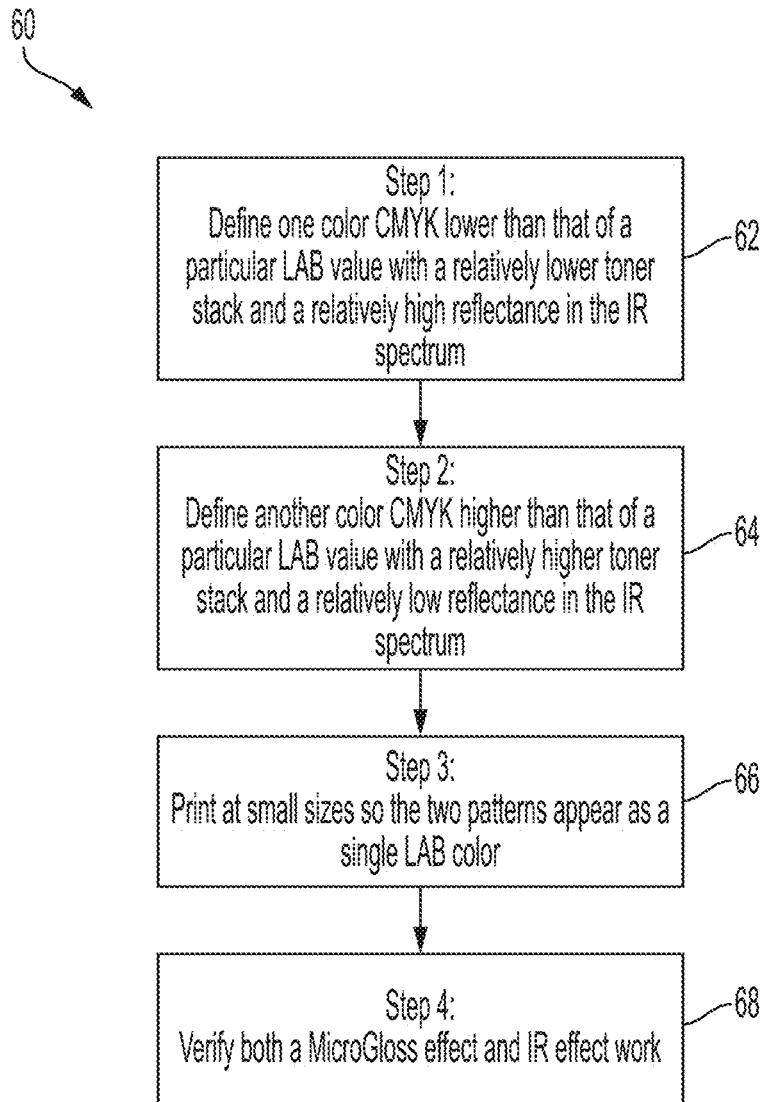 60
Step 1:
Define one color CMYK lower than that of a
particular LAB value with a relatively lower toner
stack and a relatively high reflectance in the IR
spectrum
62
Step 2:
Define another color CMYK higher than that of a
particular LAB value with a relatively higher toner
stack and a relatively low reflectance in the IR
spectrum
64
Step 3:
Print at small sizes so the two patterns appear as a
single LAB color
66
Step 4:
Verify both a MicroGloss effect and IR effect work
68